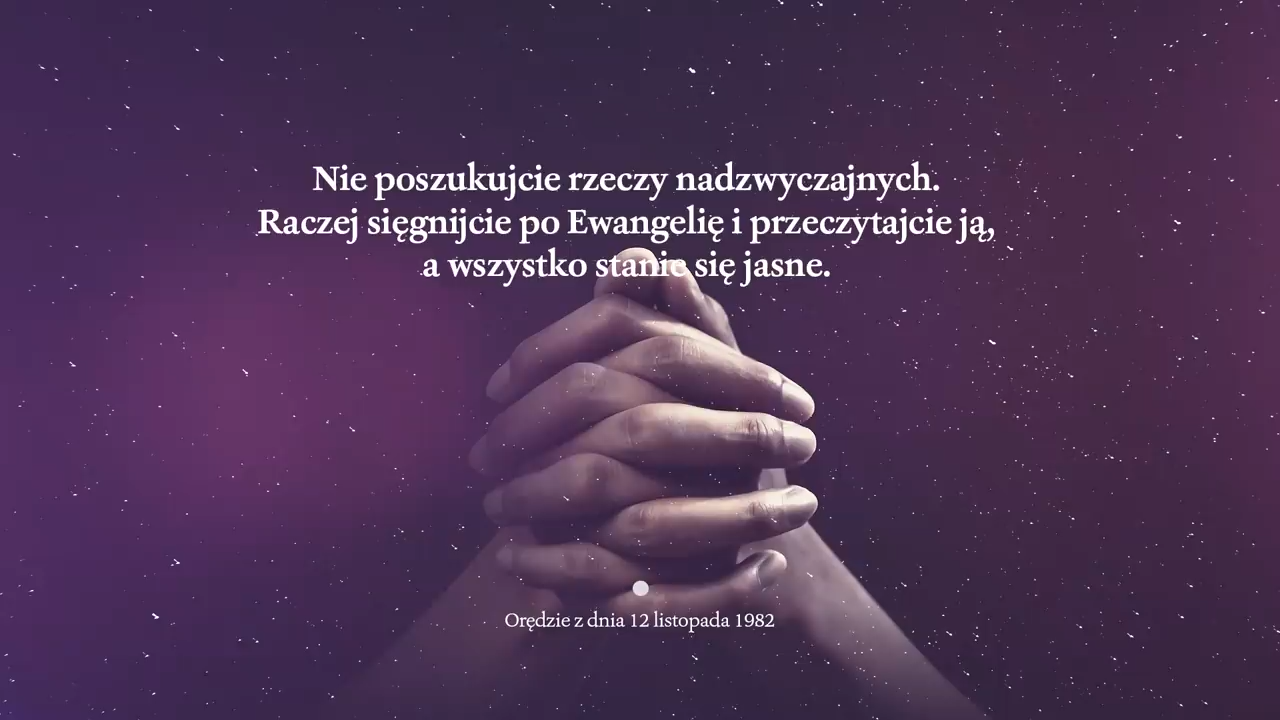 Nie poszukujcie rzeczy nadzwyczajnych.
Raczej sięgnijcie po Ewangelię i przeczytajcie ją,
a wszystko stanie się jasne.
Orędzie z dnia 12 listopada 1982